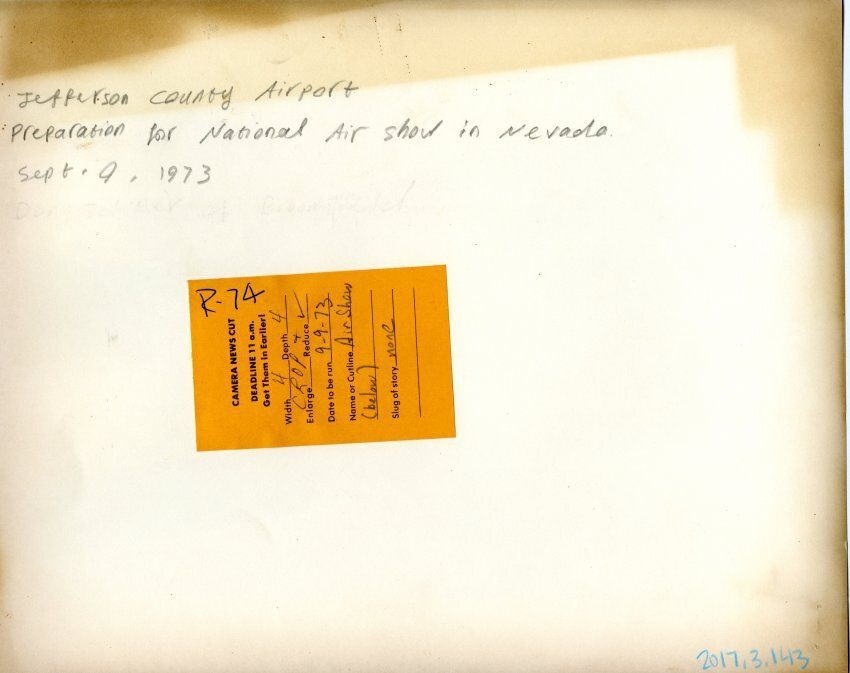 Jefferson County Airport
Preparation for National Air show in Nevada.
Sept. 9, 1973
of Broomfield
P. 74
CAMERA NEWS CUT
DEADLINE 11 a.m.
Get Them in Earlier!
Width 4 Depth 4
CROP +
Enlarge Reduce ✓
Date to be run 9-9-73
Name or Cutline Air Show
(below)
Slug of story none
2017.3.143